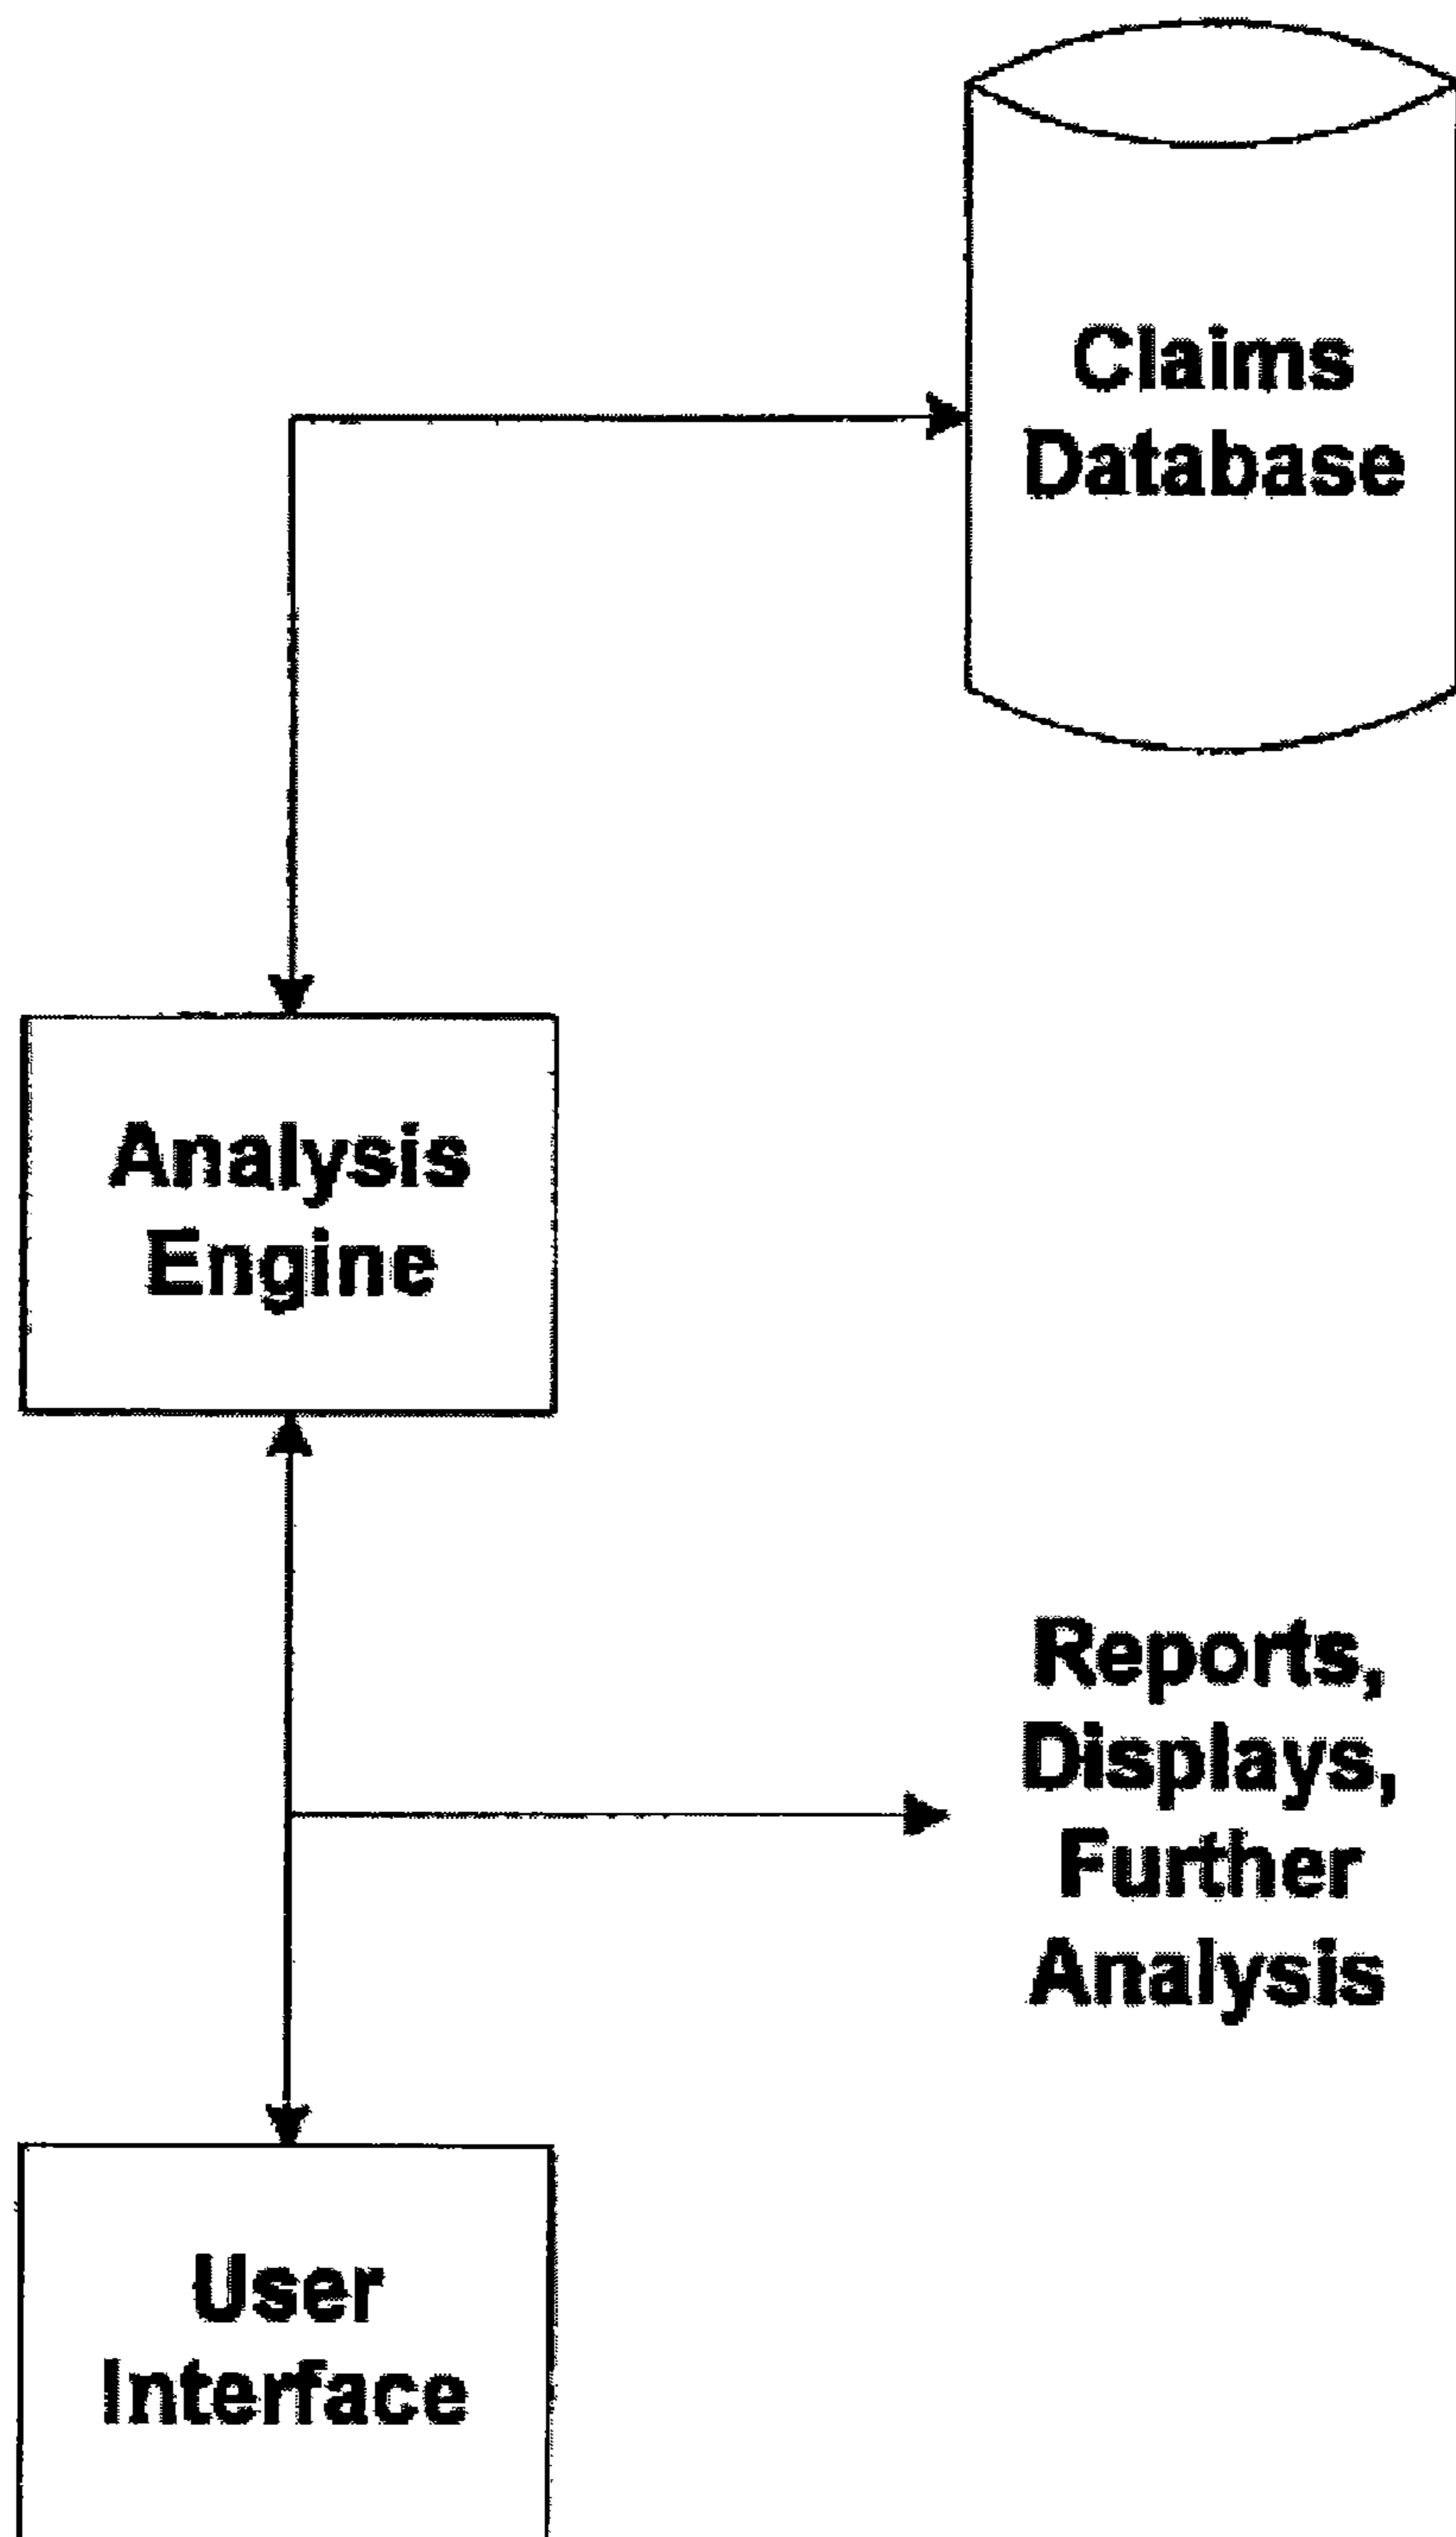 Claims
Database
Analysis
Engine
Reports,
Displays,
Further
Analysis
User
Interface